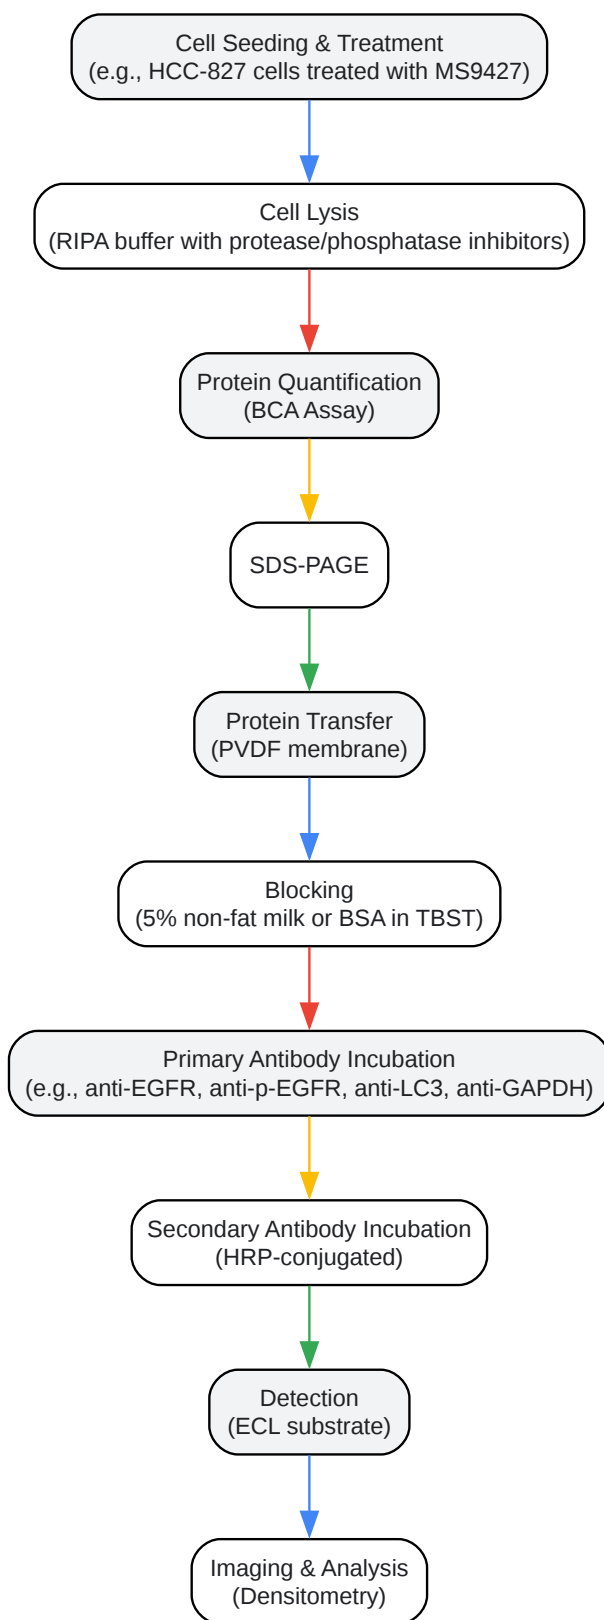 Cell Seeding & Treatment
(e.g., HCC-827 cells treated with MS9427)
Cell Lysis
(RIPA buffer with protease/phosphatase inhibitors)
Protein Quantification
(BCA Assay)
SDS-PAGE
Protein Transfer
(PVDF membrane)
Blocking
(5% non-fat milk or BSA in TBST)
Primary Antibody Incubation
(e.g., anti-EGFR, anti-p-EGFR, anti-LC3, anti-GAPDH)
Secondary Antibody Incubation
(HRP-conjugated)
Detection
(ECL substrate)
Imaging & Analysis
(Densitometry)